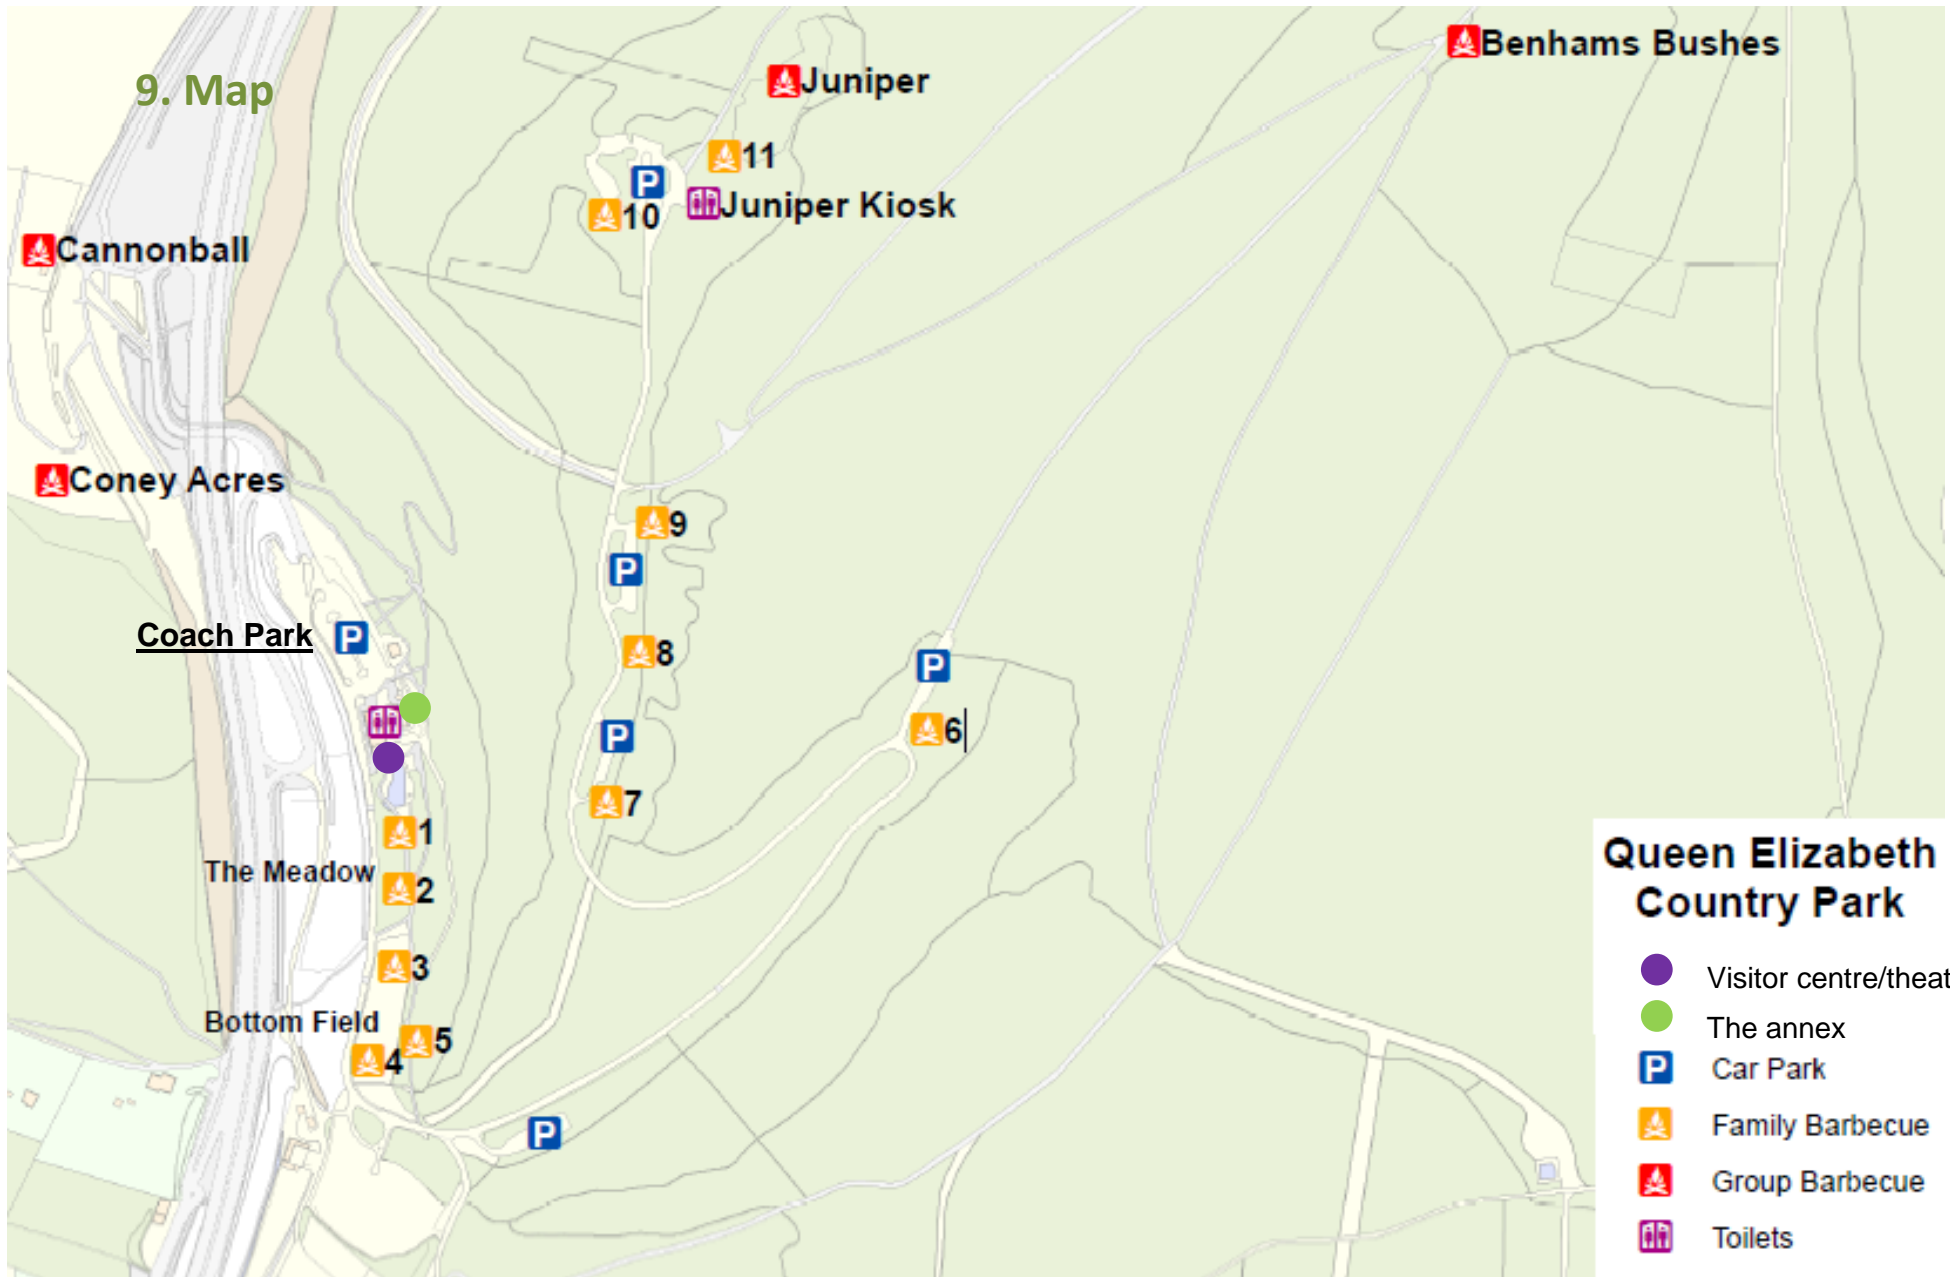 9. Map
Benhams Bushes
Juniper
11
P
Juniper Kiosk
10
Cannonball
Coney Acres
9
P
Coach Park P
8
P
6
P
7
1
The Meadow
2
3
Bottom Field
5
4
P
Queen Elizabeth
Country Park
Visitor centre/theat
The annex
P Car Park
Family Barbecue
Group Barbecue
Toilets